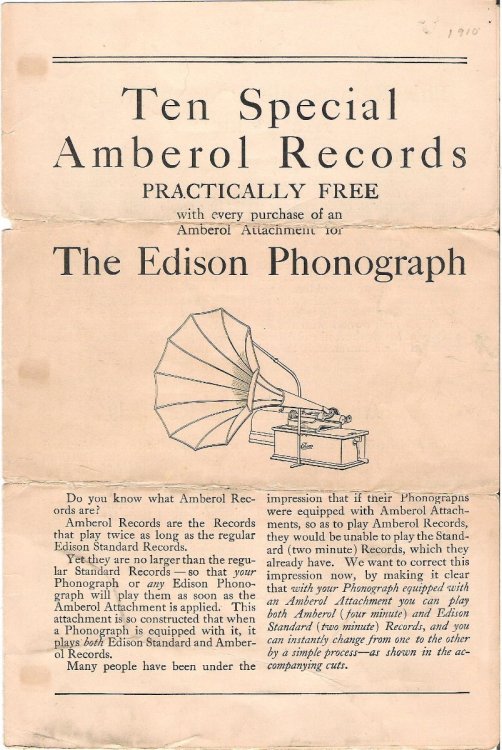 1910
Ten Special
Amberol Records
PRACTICALLY FREE
with every purchase of an
Amberol Attachment for
The Edison Phonograph
Edison
Do you know what Amberol Rec-
ords are?
Amberol Records are the Records
that play twice as long as the regular
Edison Standard Records.
Yet they are no larger than the regu-
lar Standard Records—so that your
Phonograph or any Edison Phono-
graph will play them as soon as the
Amberol Attachment is applied. This
attachment is so constructed that when
a Phonograph is equipped with it, it
plays both Edison Standard and Amber-
ol Records.
Many people have been under the
impression that if their Phonographs
were equipped with Amberol Attach-
ments, so as to play Amberol Records,
they would be unable to play the Stand-
ard (two minute) Records, which they
already have. We want to correct this
impression now, by making it clear
that with your Phonograph equipped with
an Amberol Attachment you can play
both Amberol (four minute) and Edison
Standard (two minute) Records, and you
can instantly change from one to the other
by a simple process—as shown in the ac-
companying cuts.